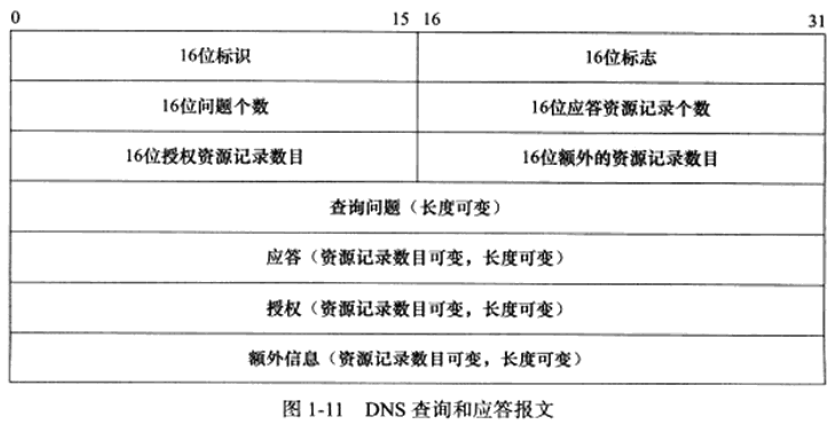 0 15 16 31
16位标识 16位标志
16位问题个数 16位应答资源记录个数
16位授权资源记录数目 16位额外的资源记录数目
查询问题（长度可变）
应答（资源记录数目可变，长度可变）
授权（资源记录数目可变，长度可变）
额外信息（资源记录数目可变，长度可变）
图 1-11 DNS 查询和应答报文